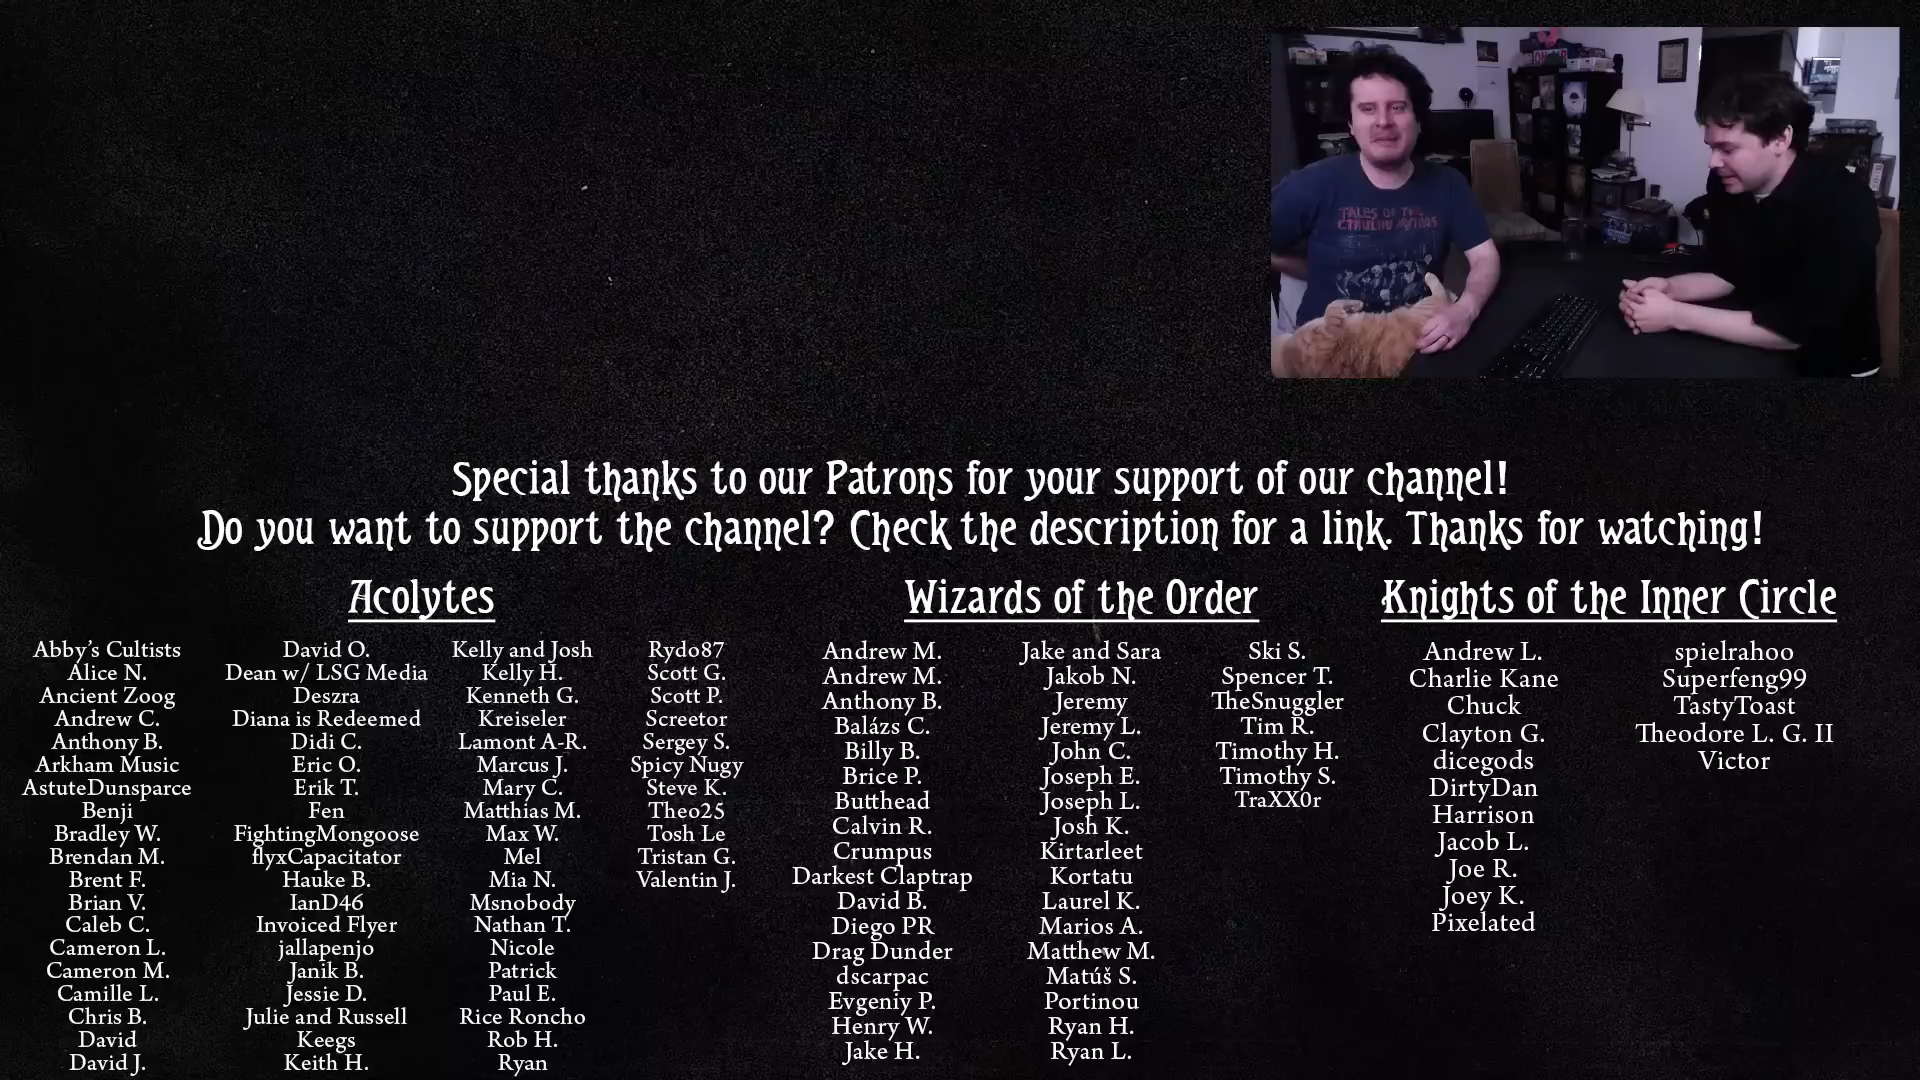 TALES OF THE
CTHULHU MYTHOS
Special thanks to our Patrons for your support of our channel!
Do you want to support the channel? Check the description for a link. Thanks for watching!
Acolytes
Abby's Cultists
Alice N.
Ancient Zoog
Andrew C.
Anthony B.
Arkham Music
AstuteDunsparce
Benji
Bradley W.
Brendan M.
Brent F.
Brian V.
Caleb C.
Cameron L.
Cameron M.
Camille L.
Chris B.
David
David J.
David O.
Dean w/ LSG Media
Deszra
Diana is Redeemed
Didi C.
Eric O.
Erik T.
Fen
FightingMongoose
flyxCapacitator
Hauke B.
IanD46
Invoiced Flyer
jallapenjo
Janik B.
Jessie D.
Julie and Russell
Keegs
Keith H.
Kelly and Josh
Kelly H.
Kenneth G.
Kreiseler
Lamont A-R.
Marcus J.
Mary C.
Matthias M.
Max W.
Mel
Mia N.
Msnobody
Nathan T.
Nicole
Patrick
Paul E.
Rice Roncho
Rob H.
Ryan
Rydo87
Scott G.
Scott P.
Screetor
Sergey S.
Spicy Nugy
Steve K.
Theo25
Tosh Le
Tristan G.
Valentin J.
Wizards of the Order
Andrew M.
Andrew M.
Anthony B.
Balázs C.
Billy B.
Brice P.
Butthead
Calvin R.
Crumpus
Darkest Claptrap
David B.
Diego PR
Drag Dunder
dscarpac
Evgeniy P.
Henry W.
Jake H.
Jake and Sara
Jakob N.
Jeremy
Jeremy L.
John C.
Joseph E.
Joseph L.
Josh K.
Kirtarleet
Kortatu
Laurel K.
Marios A.
Matthew M.
Matúš S.
Portinou
Ryan H.
Ryan L.
Ski S.
Spencer T.
TheSnuggler
Tim R.
Timothy H.
Timothy S.
TraXX0r
Knights of the Inner Circle
Andrew L.
Charlie Kane
Chuck
Clayton G.
dicegods
DirtyDan
Harrison
Jacob L.
Joe R.
Joey K.
Pixelated
spielrahoo
Superfeng99
TastyToast
Theodore L. G. II
Victor